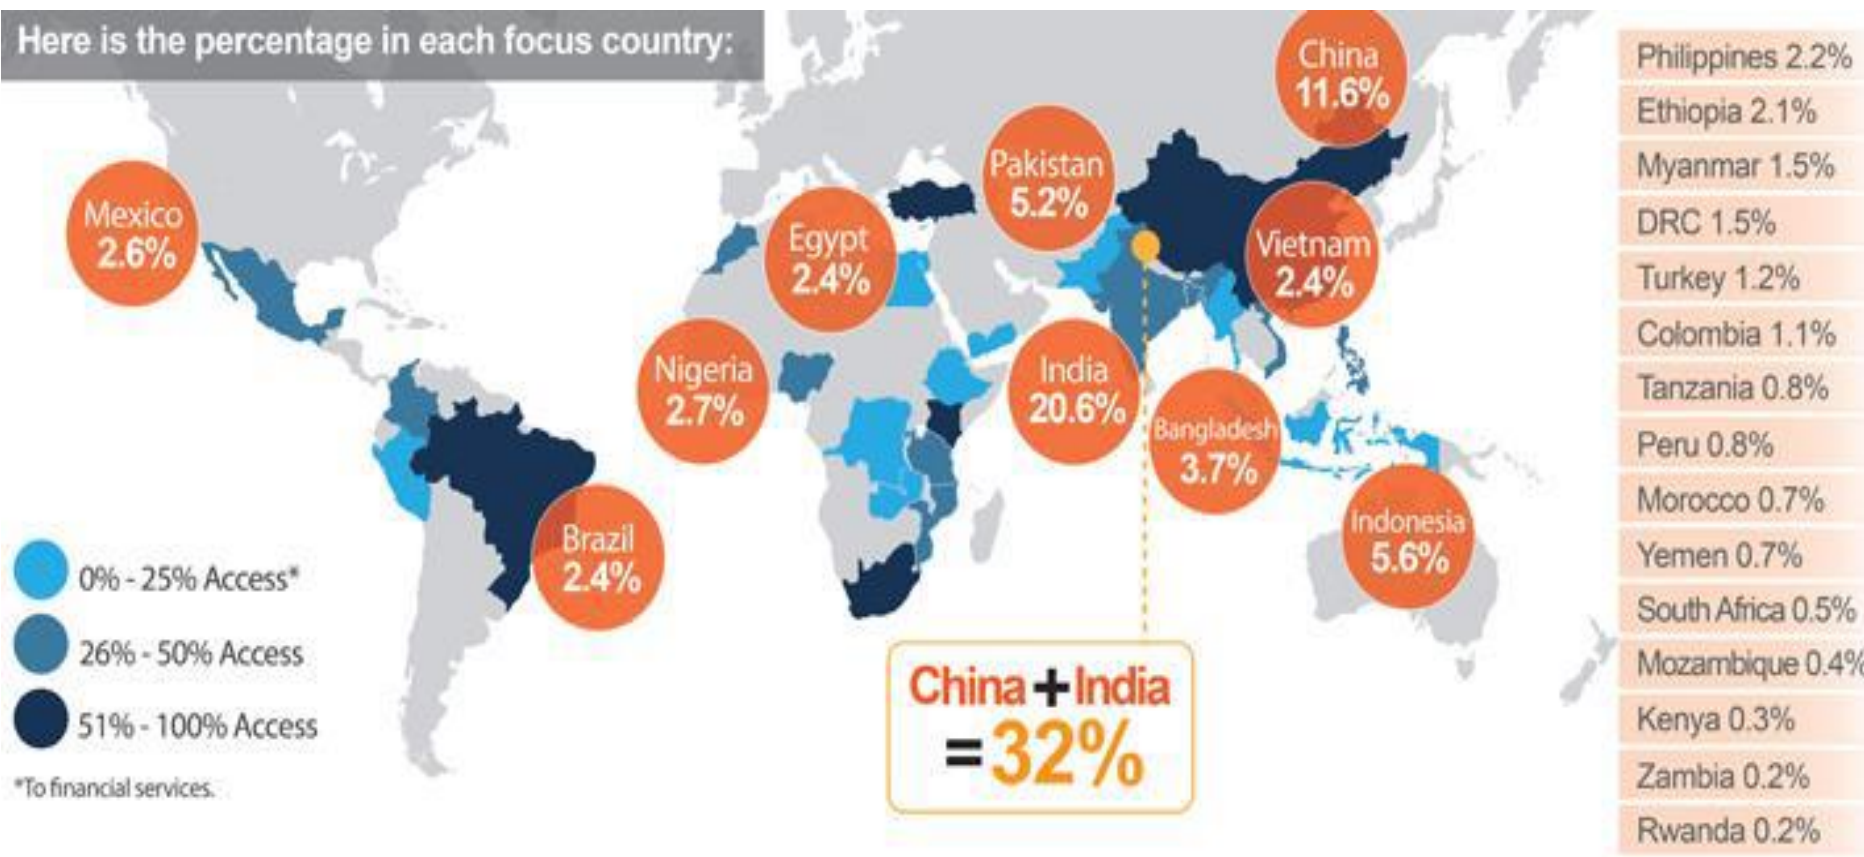 Here is the percentage in each focus country:
China
11.6%
Pakistan
5.2%
Mexico
2.6%
Egypt
2.4%
Vietnam
2.4%
Nigeria
2.7%
India
20.6%
Bangladesh
3.7%
Brazil
2.4%
Indonesia
5.6%
0% - 25% Access*
26% - 50% Access
51% - 100% Access
*To financial services.
China + India
= 32%
Philippines 2.2%
Ethiopia 2.1%
Myanmar 1.5%
DRC 1.5%
Turkey 1.2%
Colombia 1.1%
Tanzania 0.8%
Peru 0.8%
Morocco 0.7%
Yemen 0.7%
South Africa 0.5%
Mozambique 0.4%
Kenya 0.3%
Zambia 0.2%
Rwanda 0.2%